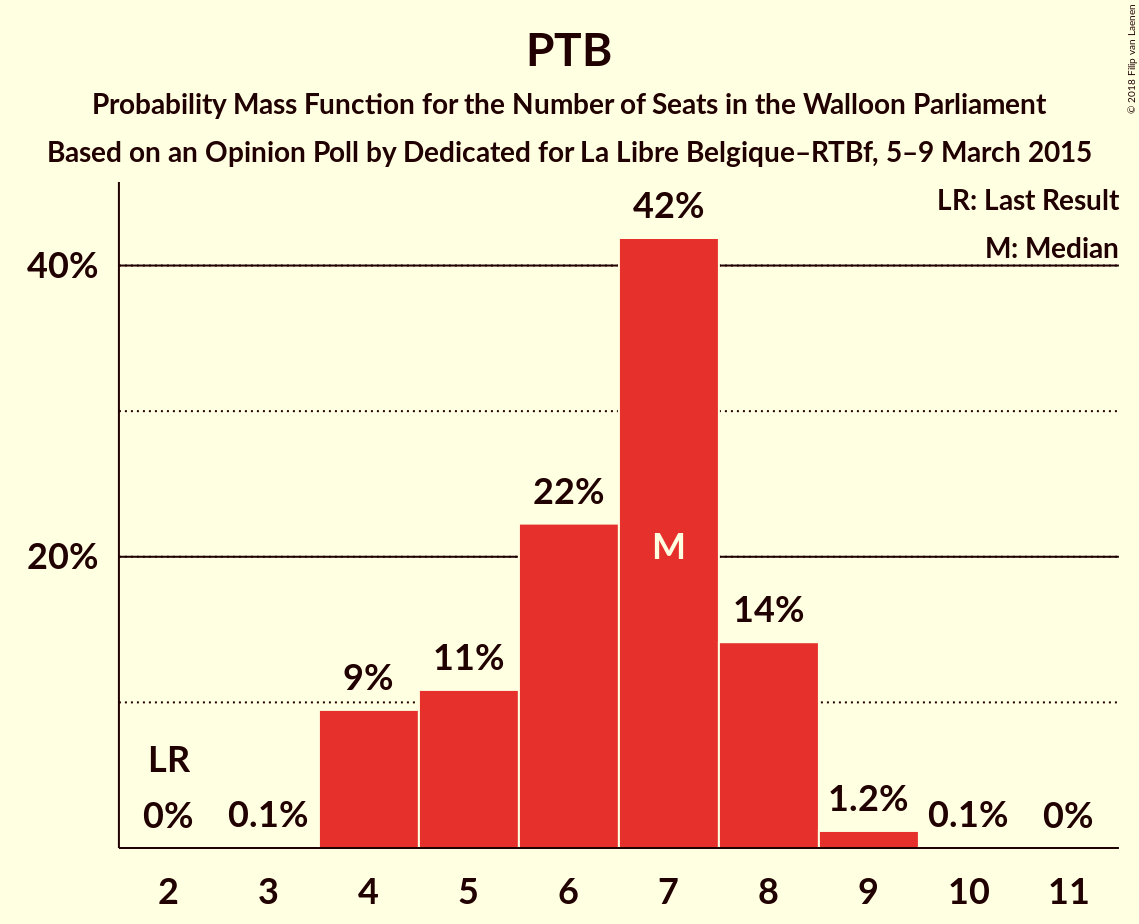 PTB
Probability Mass Function for the Number of Seats in the Walloon Parliament
Based on an Opinion Poll by Dedicated for La Libre Belgique–RTBf, 5–9 March 2015
© 2018 Filip van Laenen
LR: Last Result
M: Median
40%
20%
LR
0%
0.1%
9%
11%
22%
42%
M
14%
1.2%
0.1%
0%
2 3 4 5 6 7 8 9 10 11